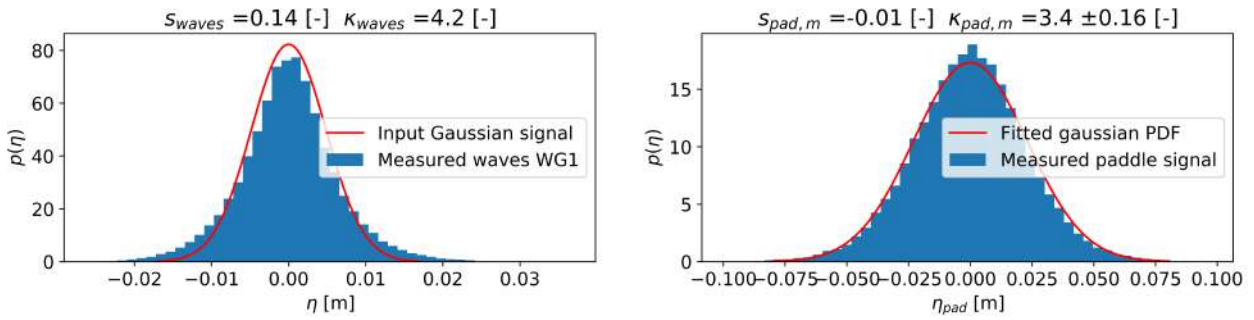 s_waves =0.14 [-] κ_waves=4.2 [-]
80
60
40
20
0
p(η)
Input Gaussian signal
Measured waves WG1
−0.02 −0.01 0.00 0.01 0.02 0.03
η [m]
s_pad, m =-0.01 [-] κ_pad, m=3.4 ±0.16 [-]
15
10
5
0
p(η)
Fitted gaussian PDF
Measured paddle signal
−0.100 −0.075 −0.050 −0.025 0.000 0.025 0.050 0.075 0.100
η_pad [m]